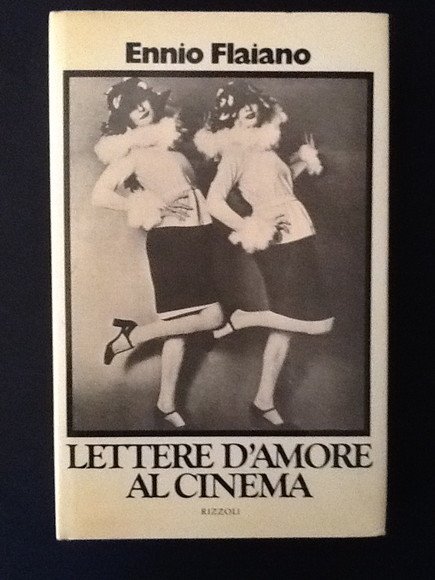 Ennio Flaiano
LETTERE D'AMORE
AL CINEMA
RIZZOLI